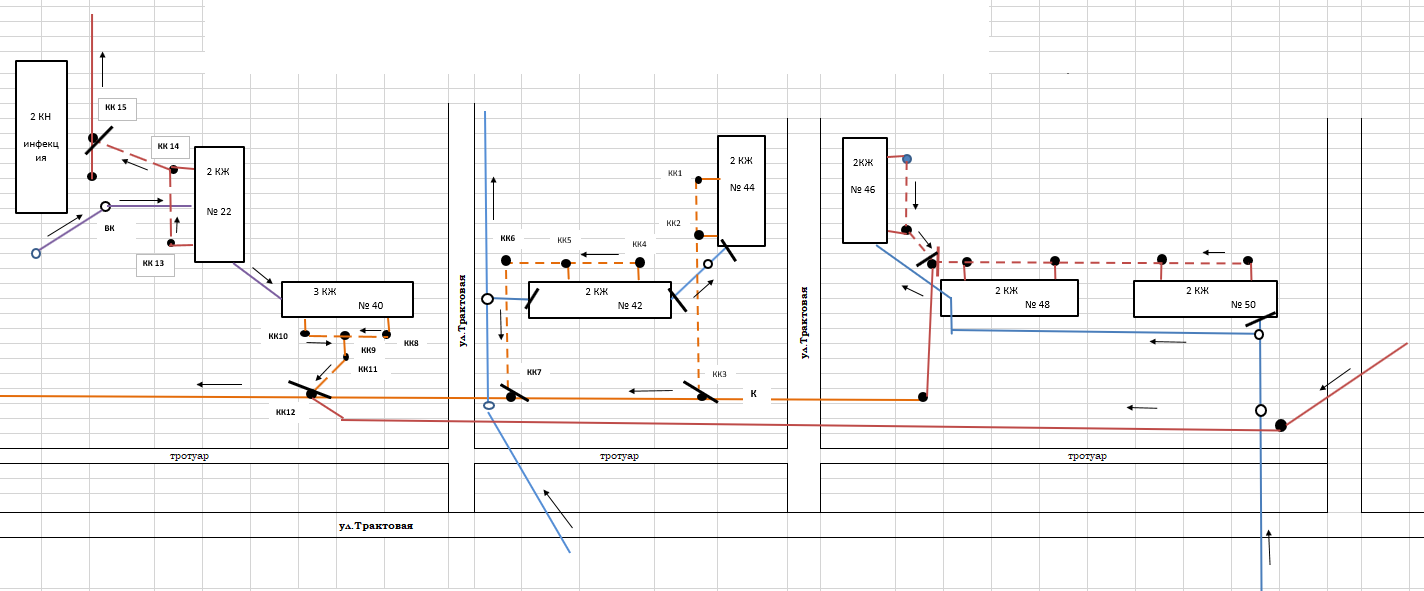 2 КН
инфекц
ия
КК 15
КК 14
2 КЖ
№ 22
ВК
КК 13
3 КЖ
№ 40
КК10
КК9
КК8
КК11
КК12
ул.Трактовая
КК6
КК5
КК4
2 КЖ
№ 42
КК7
КК1
КК2
2 КЖ
№ 44
КК3
К
ул.Трактовая
2КЖ
№ 46
2 КЖ
№ 48
2 КЖ
№ 50
тротуар
тротуар
тротуар
ул.Трактовая